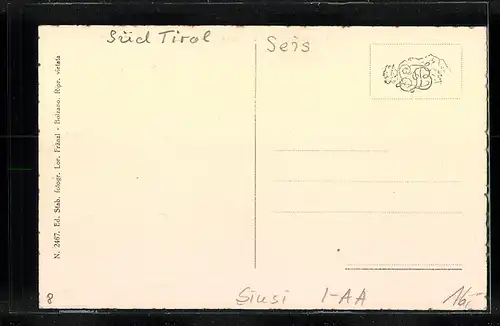 Süd Tirol
Seis
N. 2467. Ed. Stab. fotogr. Lor. Fränzl - Bolzano. Ripr. vietata
8
Siusi I-AA
16,-